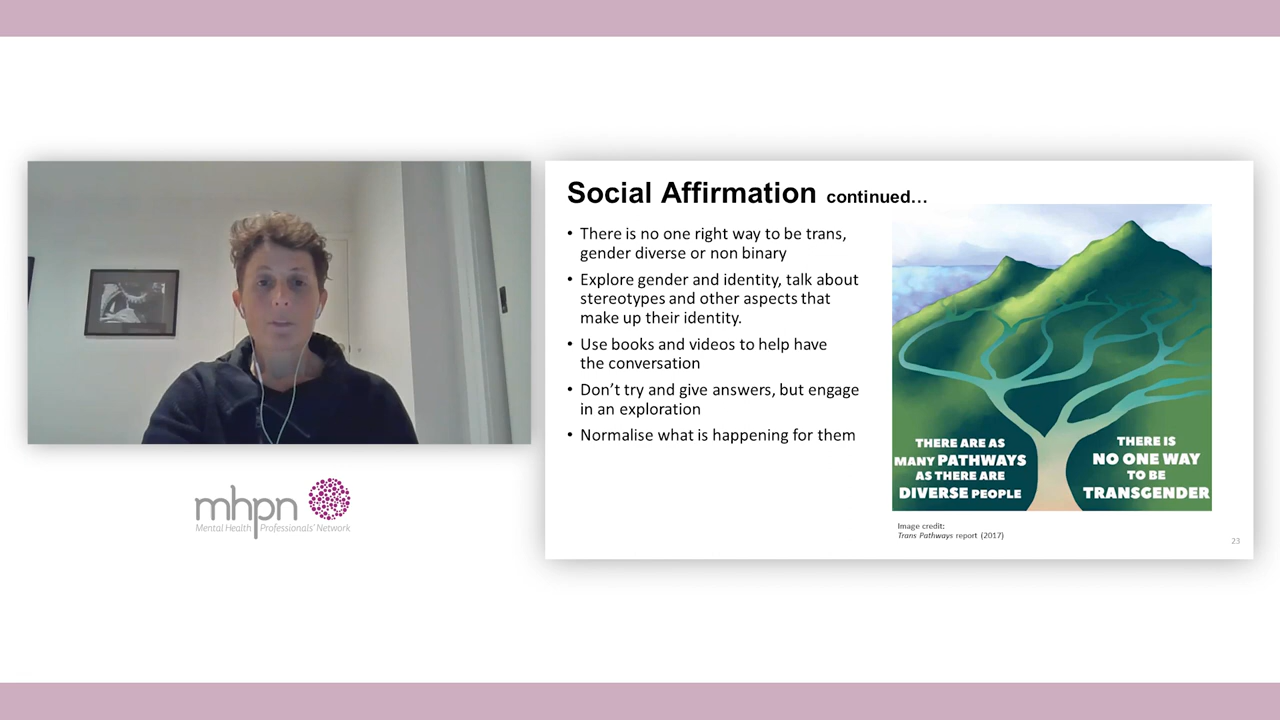 mhpn
Mental Health Professionals' Network
Social Affirmation continued...
• There is no one right way to be trans,
gender diverse or non binary
• Explore gender and identity, talk about
stereotypes and other aspects that
make up their identity.
• Use books and videos to help have
the conversation
• Don't try and give answers, but engage
in an exploration
• Normalise what is happening for them
THERE ARE AS
MANY PATHWAYS
AS THERE ARE
DIVERSE PEOPLE
THERE IS
NO ONE WAY
TO BE
TRANSGENDER
Image credit:
Trans Pathways report (2017)
23